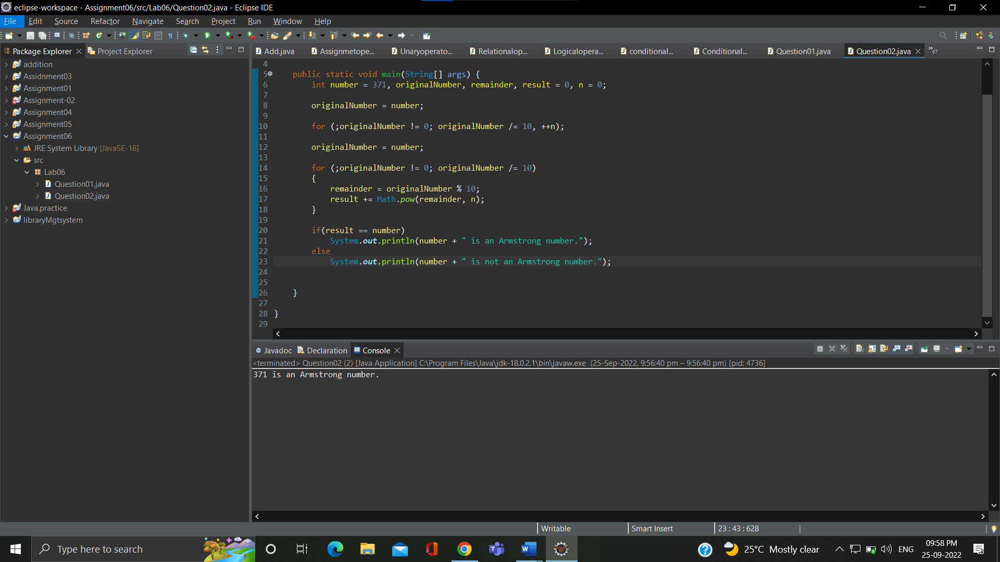 eclipse-workspace - Assignment06/src/Lab06/Question02.java - Eclipse IDE
File Edit Source Refactor Navigate Search Project Run Window Help
Package Explorer Project Explorer
addition
Assidnment03
Assignment01
Assignment-02
Assignment04
Assignment05
Assignment06
JRE System Library [JavaSE-18]
src
Lab06
Question01.java
Question02.java
Java.practice
libraryMgtsystem
Add.java Assignmetope... Unaryoperato... Relationalop... Logicalopera... conditional... Conditional... Question01.java Question02.java »67
4
5 public static void main(String[] args) {
6 int number = 371, originalNumber, remainder, result = 0, n = 0;
7
8 originalNumber = number;
9
10 for (;originalNumber != 0; originalNumber /= 10, ++n);
11
12 originalNumber = number;
13
14 for (;originalNumber != 0; originalNumber /= 10)
15 {
16 remainder = originalNumber % 10;
17 result += Math.pow(remainder, n);
18 }
19
20 if(result == number)
21 System.out.println(number + " is an Armstrong number.");
22 else
23 System.out.println(number + " is not an Armstrong number.");
24
25
26 }
27
28 }
29
Javadoc Declaration Console
<terminated> Question02 (2) [Java Application] C:\Program Files\Java\jdk-18.0.2.1\bin\javaw.exe (25-Sep-2022, 9:56:40 pm – 9:56:40 pm) [pid: 4736]
371 is an Armstrong number.
Writable Smart Insert 23 : 43 : 628
Type here to search
25°C Mostly clear ENG 09:58 PM
25-09-2022